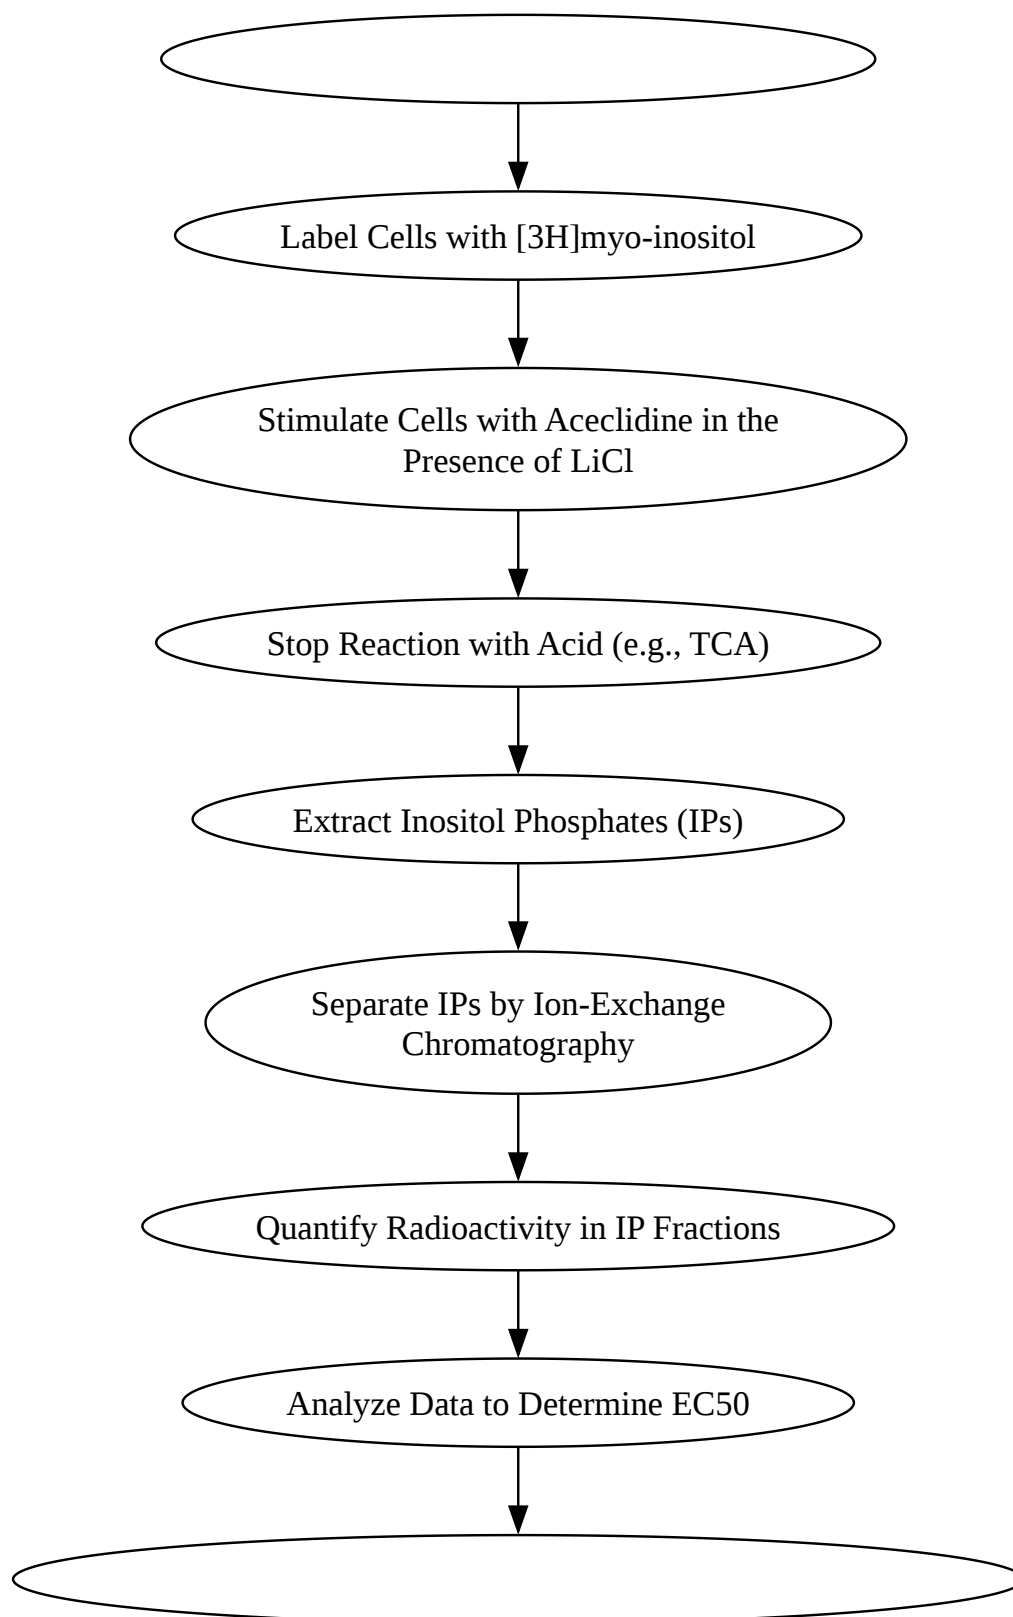 Label Cells with [3H]myo-inositol
Stimulate Cells with Aceclidine in the
Presence of LiCl
Stop Reaction with Acid (e.g., TCA)
Extract Inositol Phosphates (IPs)
Separate IPs by Ion-Exchange
Chromatography
Quantify Radioactivity in IP Fractions
Analyze Data to Determine EC50